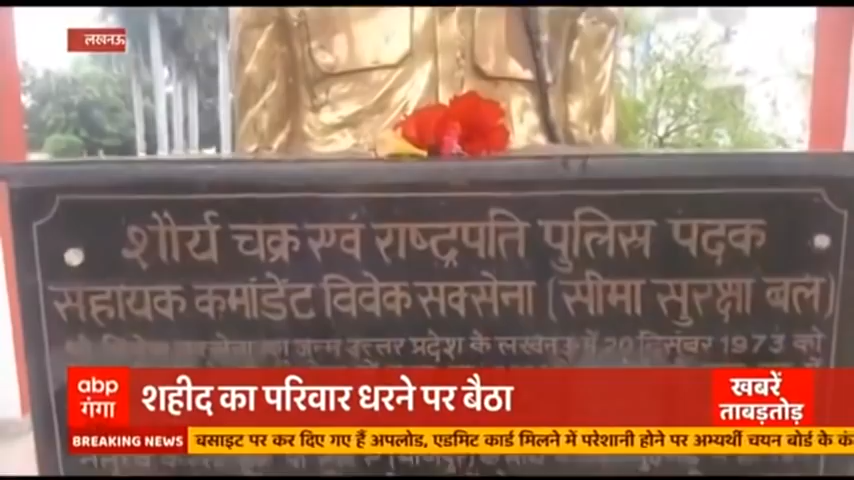 लखनऊ
शौर्य चक्र एवं राष्ट्रपति पुलिस पदक
सहायक कमांडेंट विवेक सक्सेना (सीमा सुरक्षा बल)
का जन्म उत्तर प्रदेश के लखनऊ में 20 दिसंबर 1973 को
abp
गंगा
शहीद का परिवार धरने पर बैठा
खबरें
ताबड़तोड़
BREAKING NEWS
बसाइट पर कर दिए गए हैं अपलोड, एडमिट कार्ड मिलने में परेशानी होने पर अभ्यर्थी चयन बोर्ड के कं